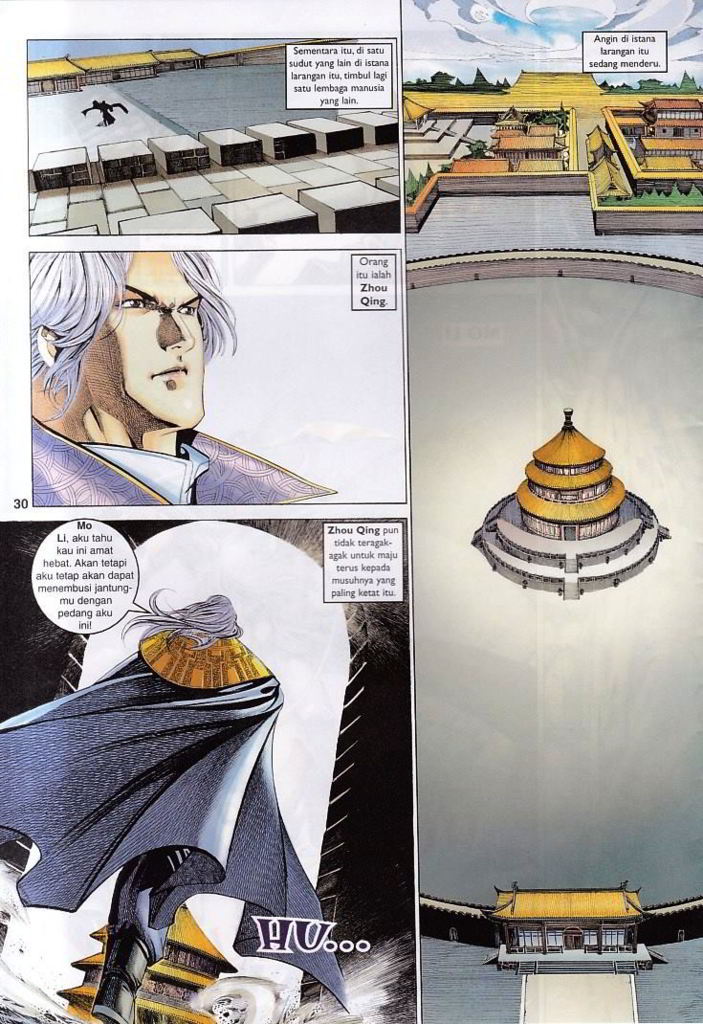 Sementara itu, di satu
sudut yang lain di istana
larangan itu, timbul lagi
satu lembaga manusia
yang lain.
Angin di istana
larangan itu
sedang menderu.
Orang
itu ialah
Zhou
Qing.
30
Mo
Li, aku tahu
kau ini amat
hebat. Akan tetapi
aku tetap akan dapat
menembusi jantung-
mu dengan
pedang aku
ini!
Zhou Qing pun
tidak teragak-
agak untuk maju
terus kepada
musuhnya yang
paling ketat itu.
HU...